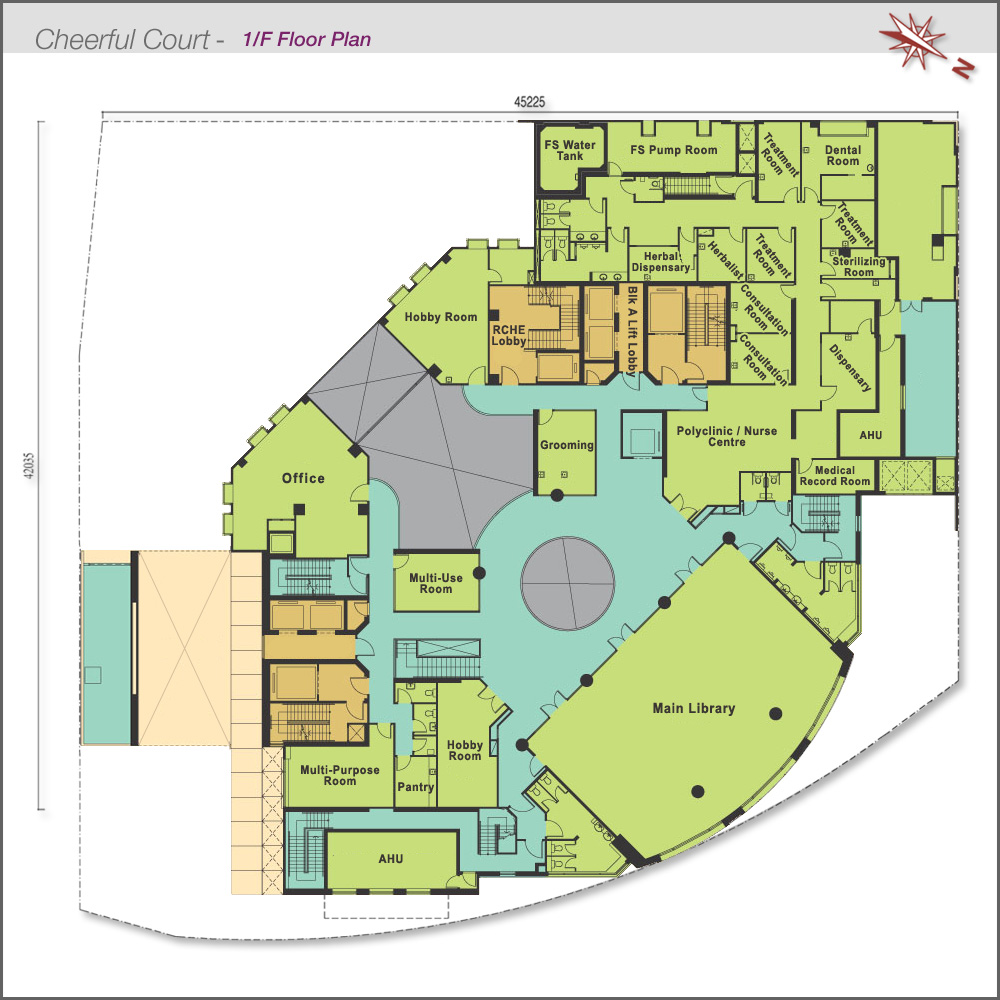 Cheerful Court - 1/F Floor Plan
N
45225
42035
FS Water
Tank
FS Pump Room
Treatment
Room
Dental
Room
Treatment
Room
Herbal
Dispensary
Herbalist
Treatment
Room
Sterilizing
Room
Hobby Room
RCHE
Lobby
Blk A Lift Lobby
Consultation
Room
Consultation
Room
Dispensary
Grooming
Polyclinic / Nurse
Centre
AHU
Medical
Record Room
Office
Multi-Use
Room
Main Library
Hobby
Room
Multi-Purpose
Room
Pantry
AHU